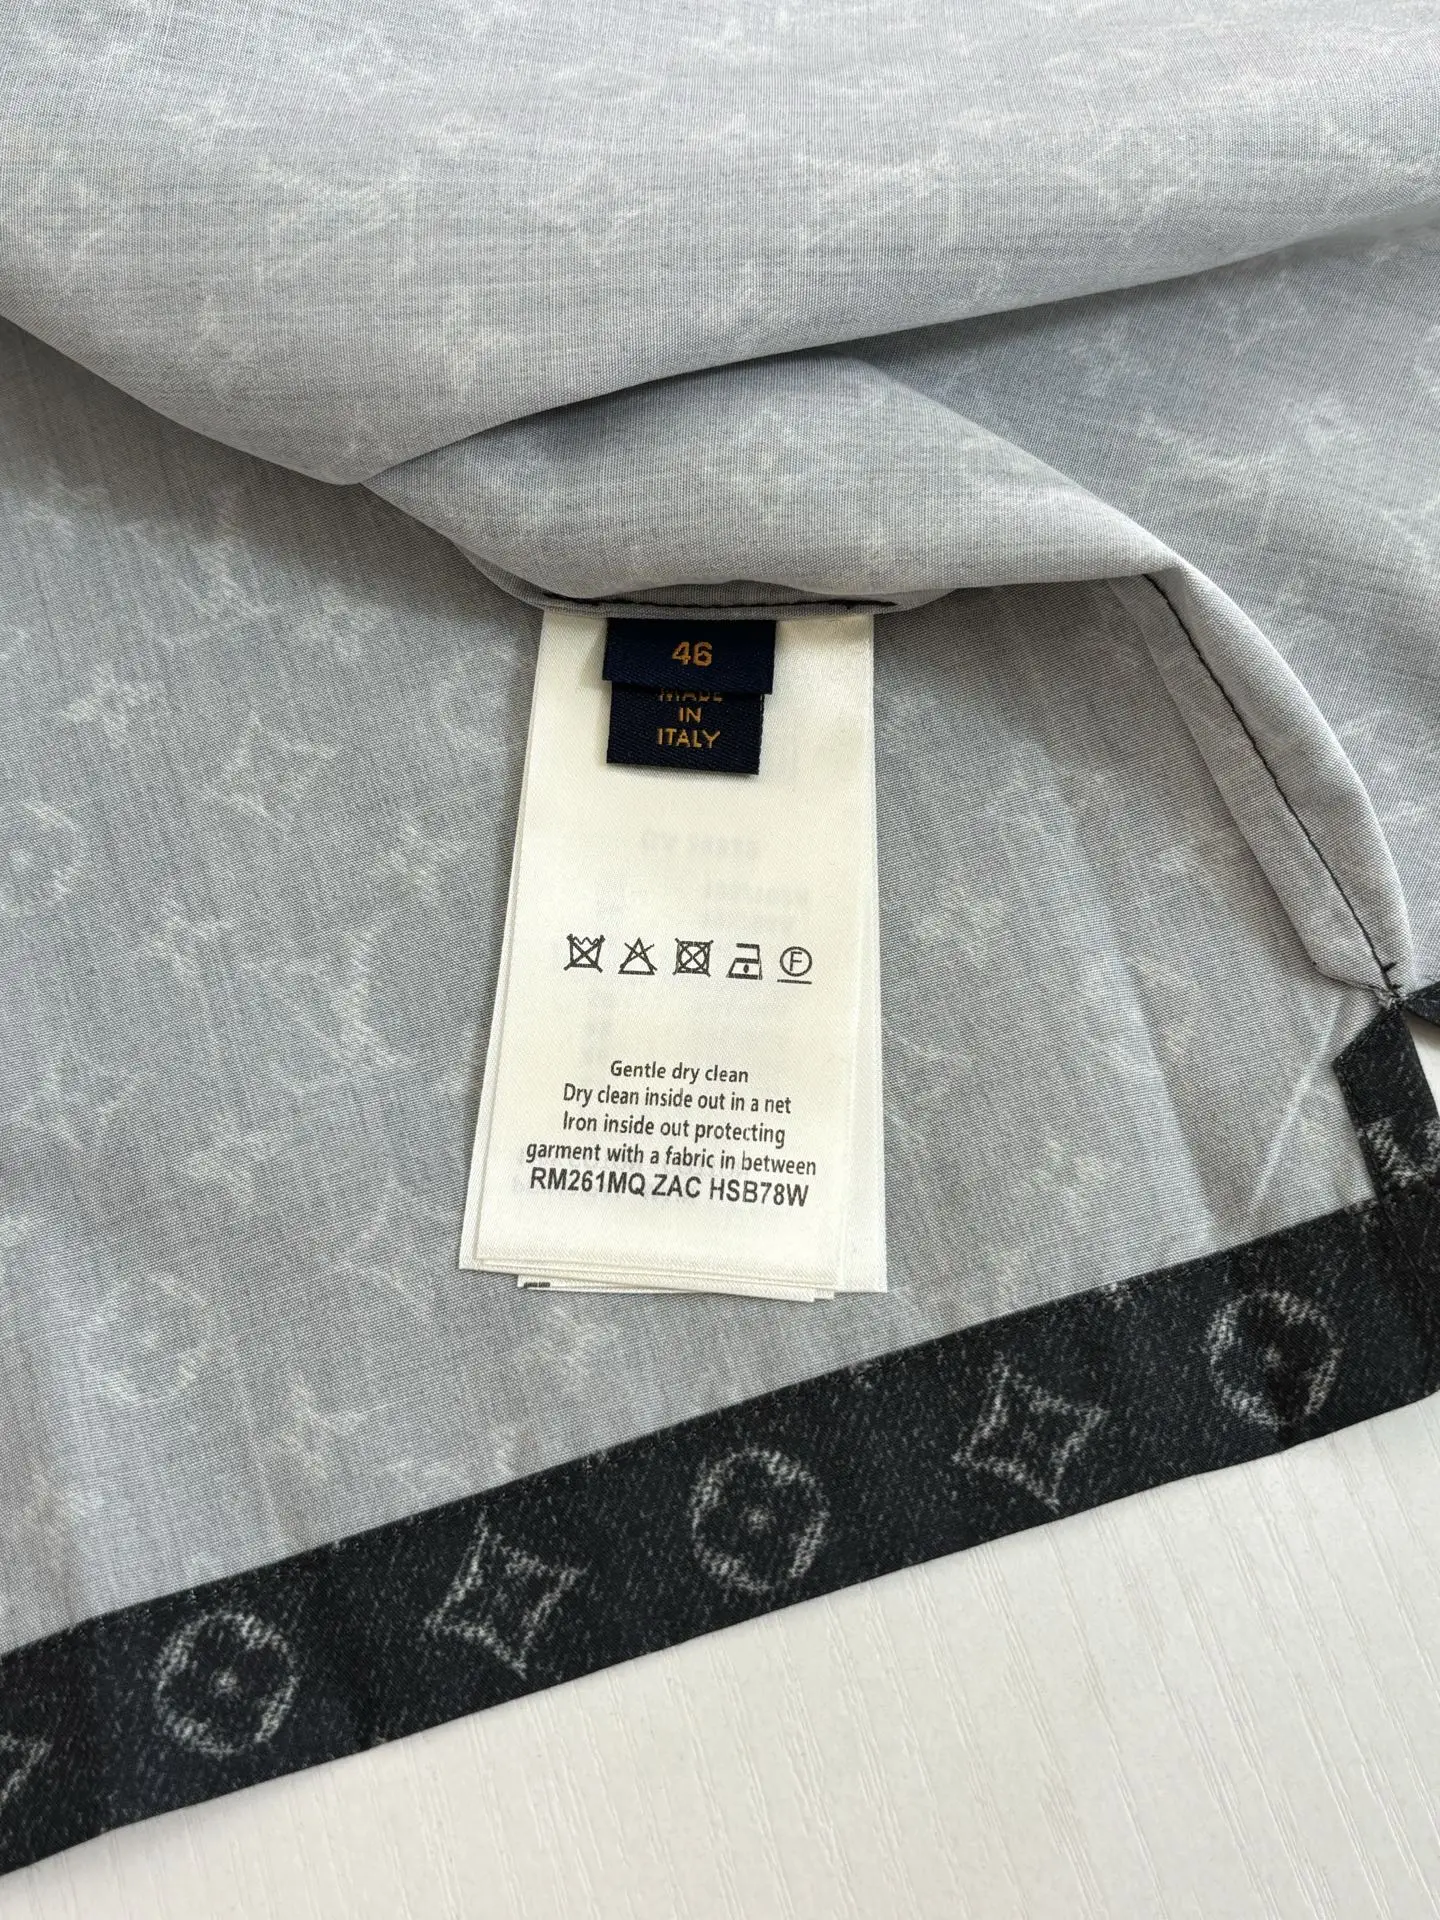 46
MADE
IN
ITALY
F
Gentle dry clean
Dry clean inside out in a net
Iron inside out protecting
garment with a fabric in between
RM261MQ ZAC HSB78W